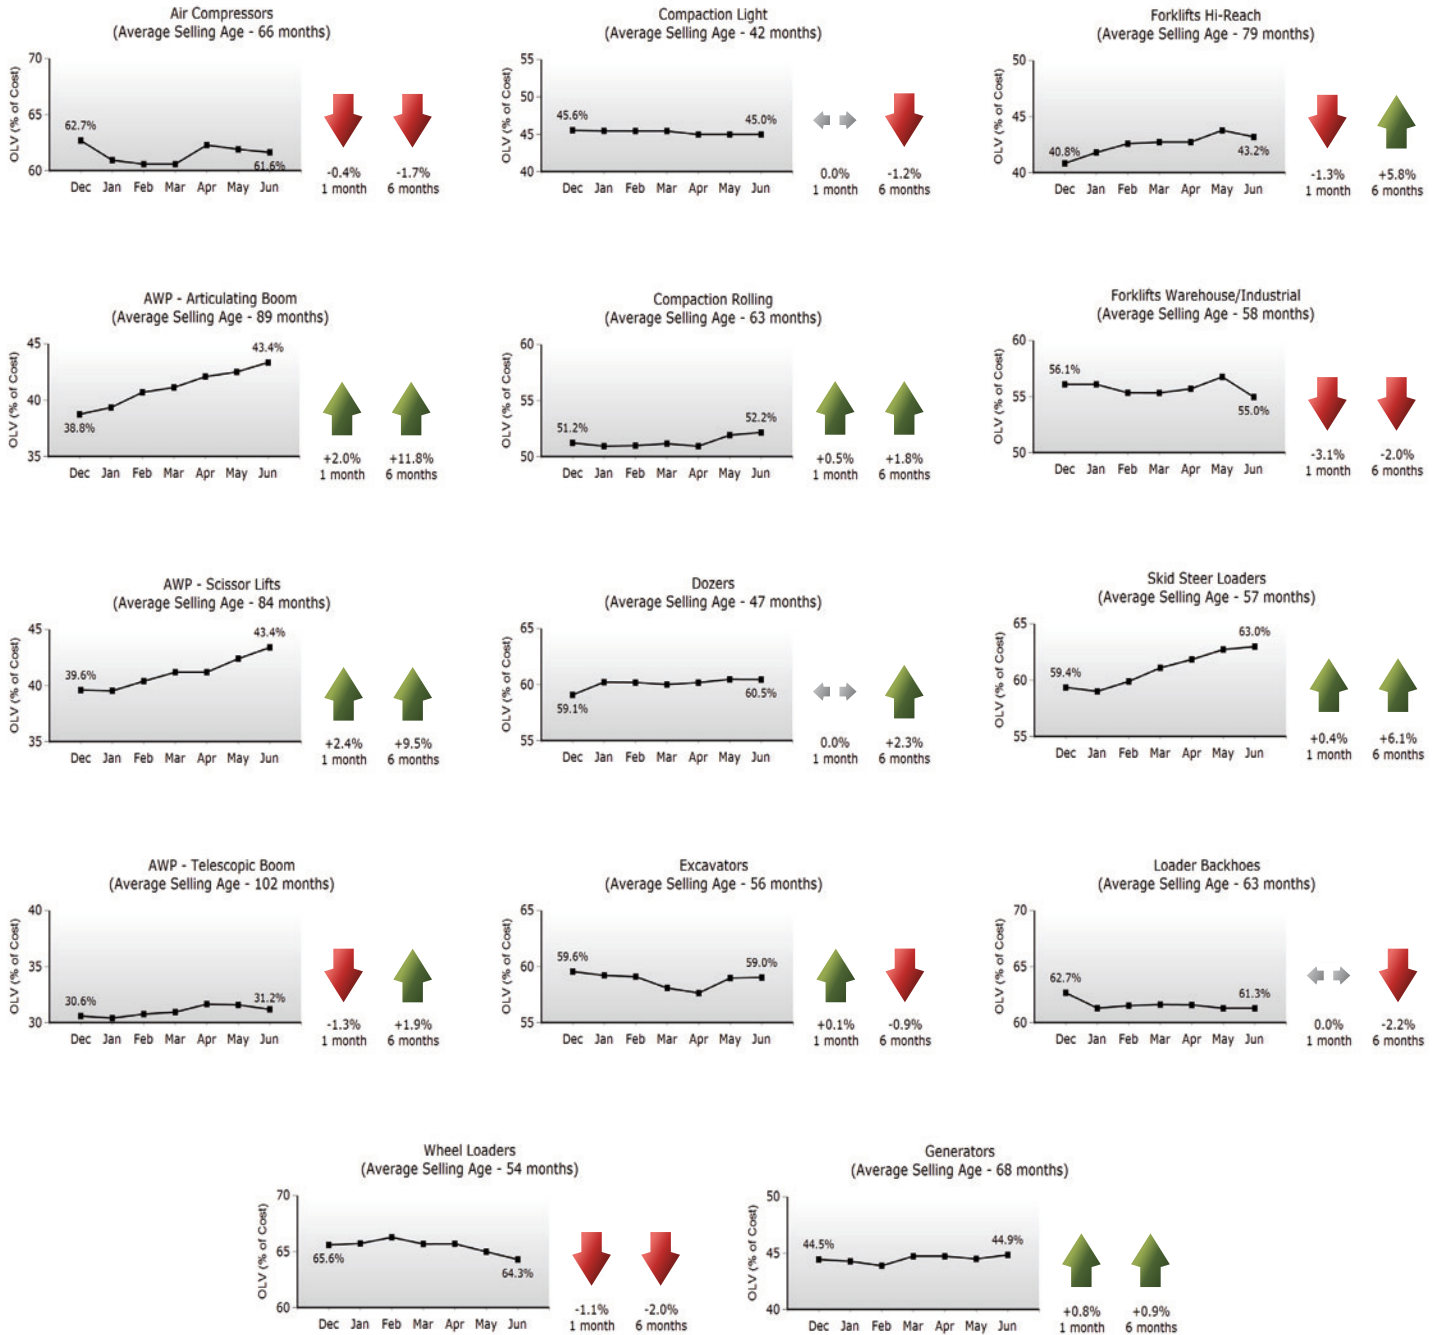 Air Compressors
(Average Selling Age - 66 months)
OLV (% of Cost)
70
65
60
62.7%
61.6%
Dec Jan Feb Mar Apr May Jun
-0.4% -1.7%
1 month 6 months
Compaction Light
(Average Selling Age - 42 months)
OLV (% of Cost)
55
50
45
40
45.6%
45.0%
Dec Jan Feb Mar Apr May Jun
0.0% -1.2%
1 month 6 months
Forklifts Hi-Reach
(Average Selling Age - 79 months)
OLV (% of Cost)
50
45
40
40.8%
43.2%
Dec Jan Feb Mar Apr May Jun
-1.3% +5.8%
1 month 6 months
AWP - Articulating Boom
(Average Selling Age - 89 months)
OLV (% of Cost)
45
40
35
38.8%
43.4%
Dec Jan Feb Mar Apr May Jun
+2.0% +11.8%
1 month 6 months
Compaction Rolling
(Average Selling Age - 63 months)
OLV (% of Cost)
60
55
50
51.2%
52.2%
Dec Jan Feb Mar Apr May Jun
+0.5% +1.8%
1 month 6 months
Forklifts Warehouse/Industrial
(Average Selling Age - 58 months)
OLV (% of Cost)
60
55
50
56.1%
55.0%
Dec Jan Feb Mar Apr May Jun
-3.1% -2.0%
1 month 6 months
AWP - Scissor Lifts
(Average Selling Age - 84 months)
OLV (% of Cost)
45
40
35
39.6%
43.4%
Dec Jan Feb Mar Apr May Jun
+2.4% +9.5%
1 month 6 months
Dozers
(Average Selling Age - 47 months)
OLV (% of Cost)
65
60
55
59.1%
60.5%
Dec Jan Feb Mar Apr May Jun
0.0% +2.3%
1 month 6 months
Skid Steer Loaders
(Average Selling Age - 57 months)
OLV (% of Cost)
65
60
55
59.4%
63.0%
Dec Jan Feb Mar Apr May Jun
+0.4% +6.1%
1 month 6 months
AWP - Telescopic Boom
(Average Selling Age - 102 months)
OLV (% of Cost)
40
35
30
30.6%
31.2%
Dec Jan Feb Mar Apr May Jun
-1.3% +1.9%
1 month 6 months
Excavators
(Average Selling Age - 56 months)
OLV (% of Cost)
65
60
55
59.6%
59.0%
Dec Jan Feb Mar Apr May Jun
+0.1% -0.9%
1 month 6 months
Loader Backhoes
(Average Selling Age - 63 months)
OLV (% of Cost)
70
65
60
62.7%
61.3%
Dec Jan Feb Mar Apr May Jun
0.0% -2.2%
1 month 6 months
Wheel Loaders
(Average Selling Age - 54 months)
OLV (% of Cost)
70
65
60
65.6%
64.3%
Dec Jan Feb Mar Apr May Jun
-1.1% -2.0%
1 month 6 months
Generators
(Average Selling Age - 68 months)
OLV (% of Cost)
50
45
40
44.5%
44.9%
Dec Jan Feb Mar Apr May Jun
+0.8% +0.9%
1 month 6 months